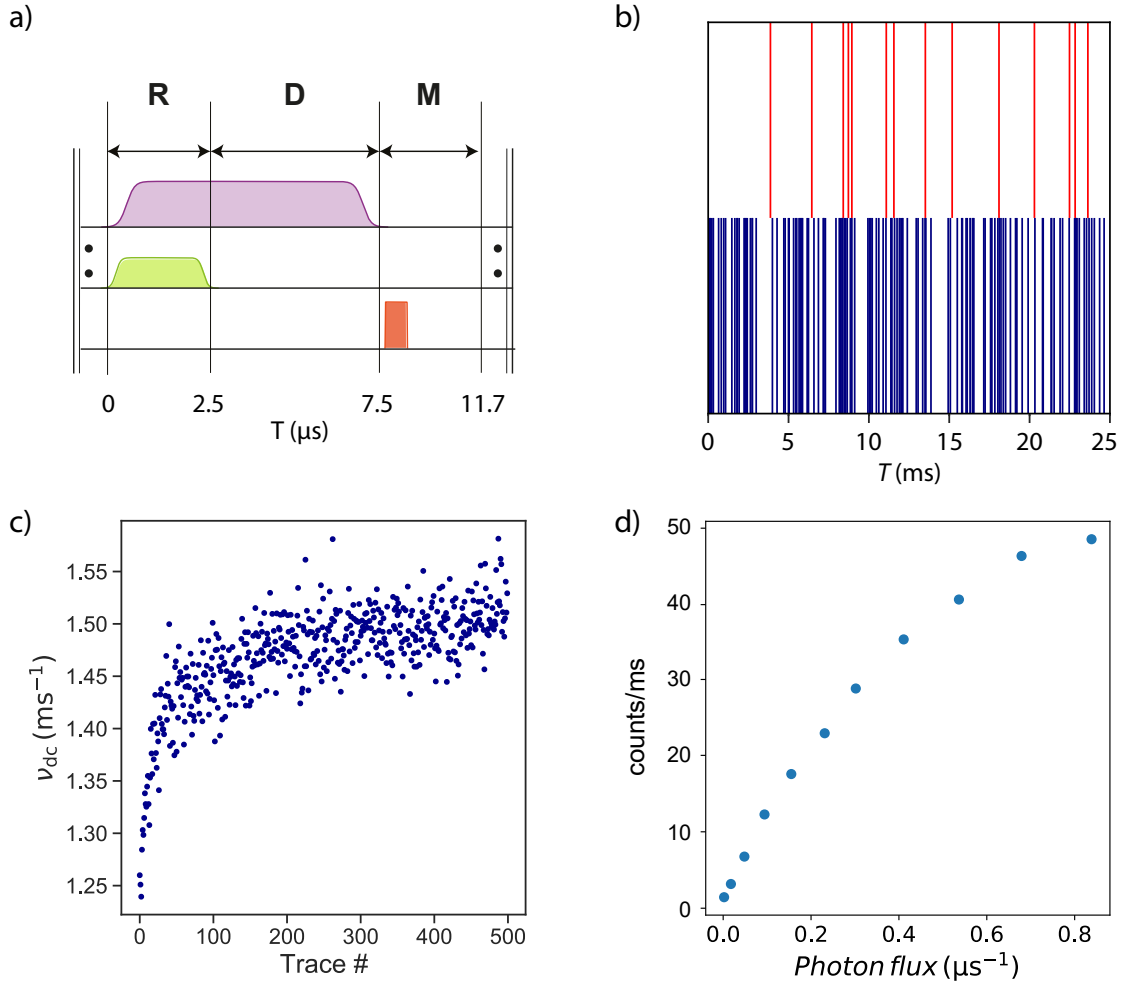 a)
R D M
0 2.5 7.5 11.7
T (μs)
b)
0 5 10 15 20 25
T (ms)
c)
1.55
1.50
1.45
1.40
1.35
1.30
1.25
ν_dc (ms⁻¹)
0 100 200 300 400 500
Trace #
d)
50
40
30
20
10
0
counts/ms
0.0 0.2 0.4 0.6 0.8
Photon flux (μs⁻¹)